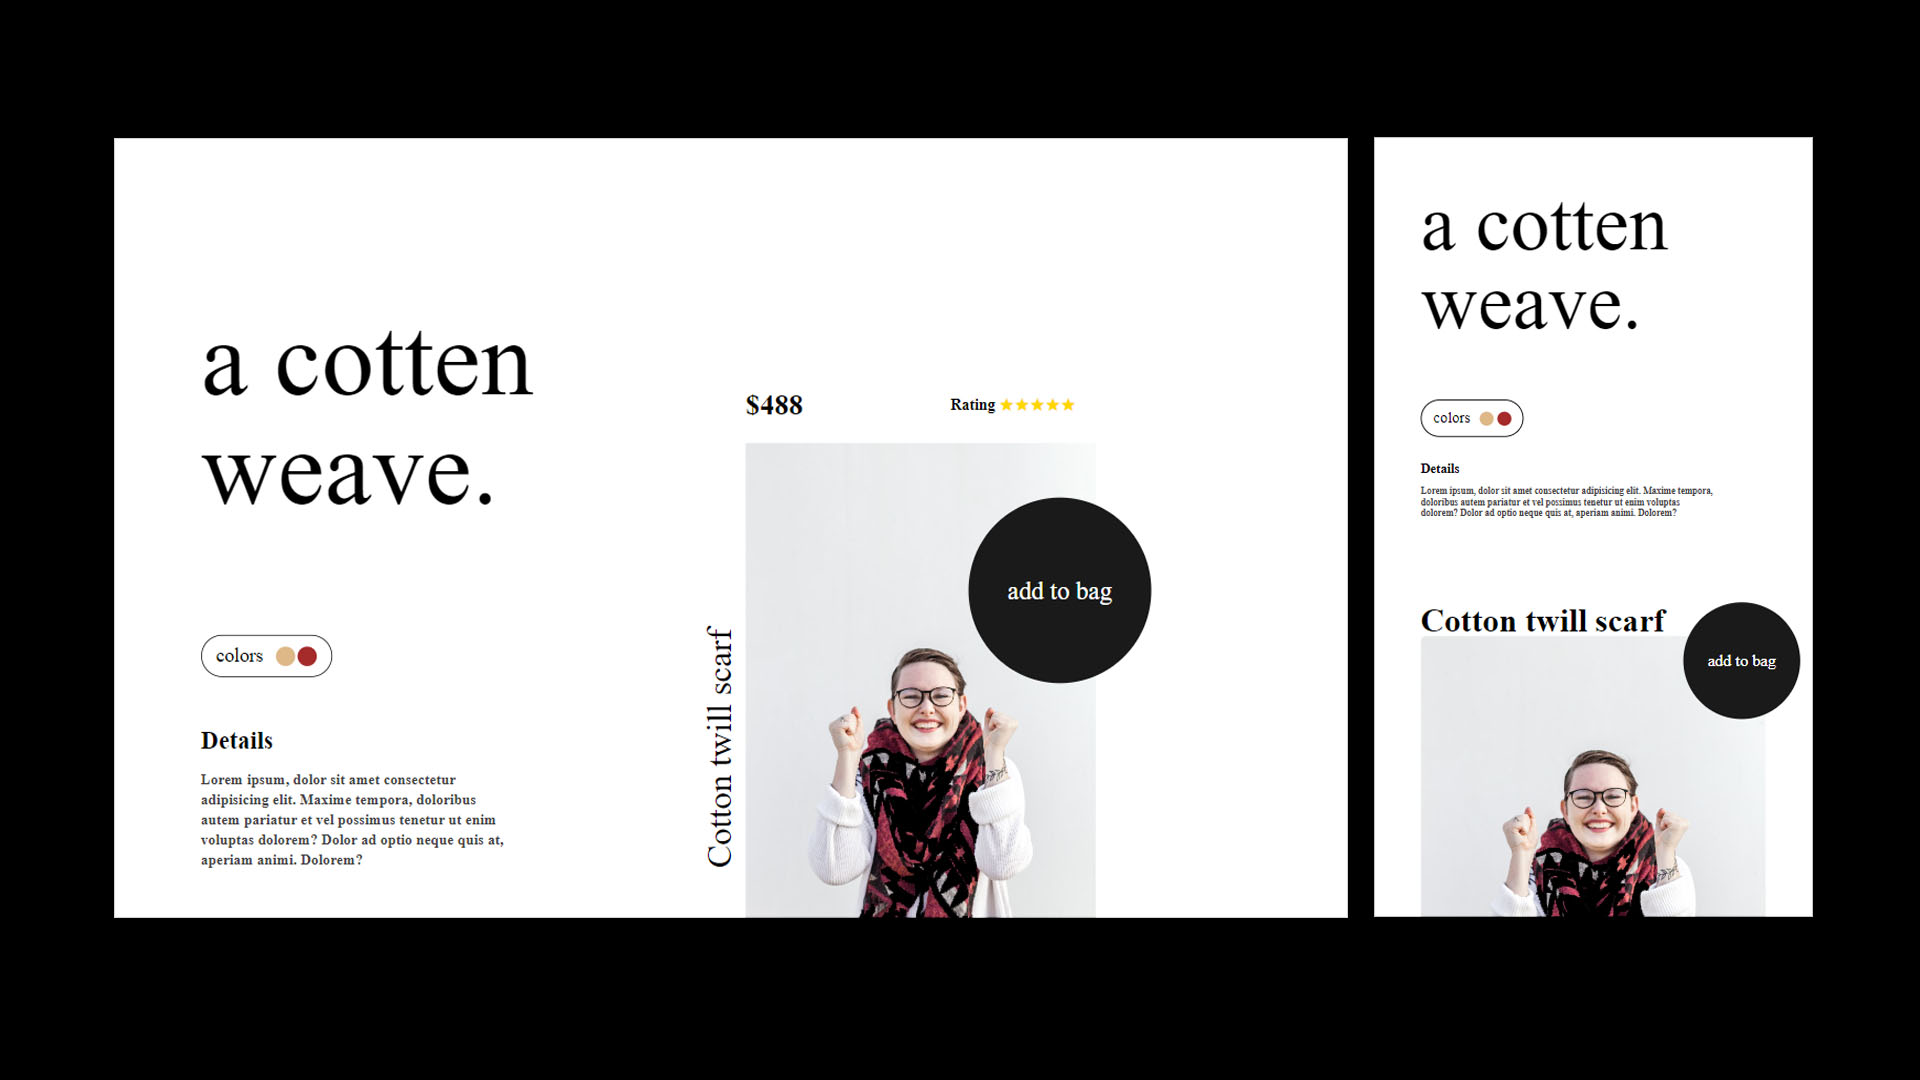 a cotten
weave.
colors
Details
Lorem ipsum, dolor sit amet consectetur
adipisicing elit. Maxime tempora, doloribus
autem pariatur et vel possimus tenetur ut enim
voluptas dolorem? Dolor ad optio neque quis at,
aperiam animi. Dolorem?
$488
Rating ⭐⭐⭐⭐⭐
add to bag
Cotton twill scarf
a cotten
weave.
colors
Details
Lorem ipsum, dolor sit amet consectetur adipisicing elit. Maxime tempora,
doloribus autem pariatur et vel possimus tenetur ut enim voluptas
dolorem? Dolor ad optio neque quis at, aperiam animi. Dolorem?
Cotton twill scarf
add to bag